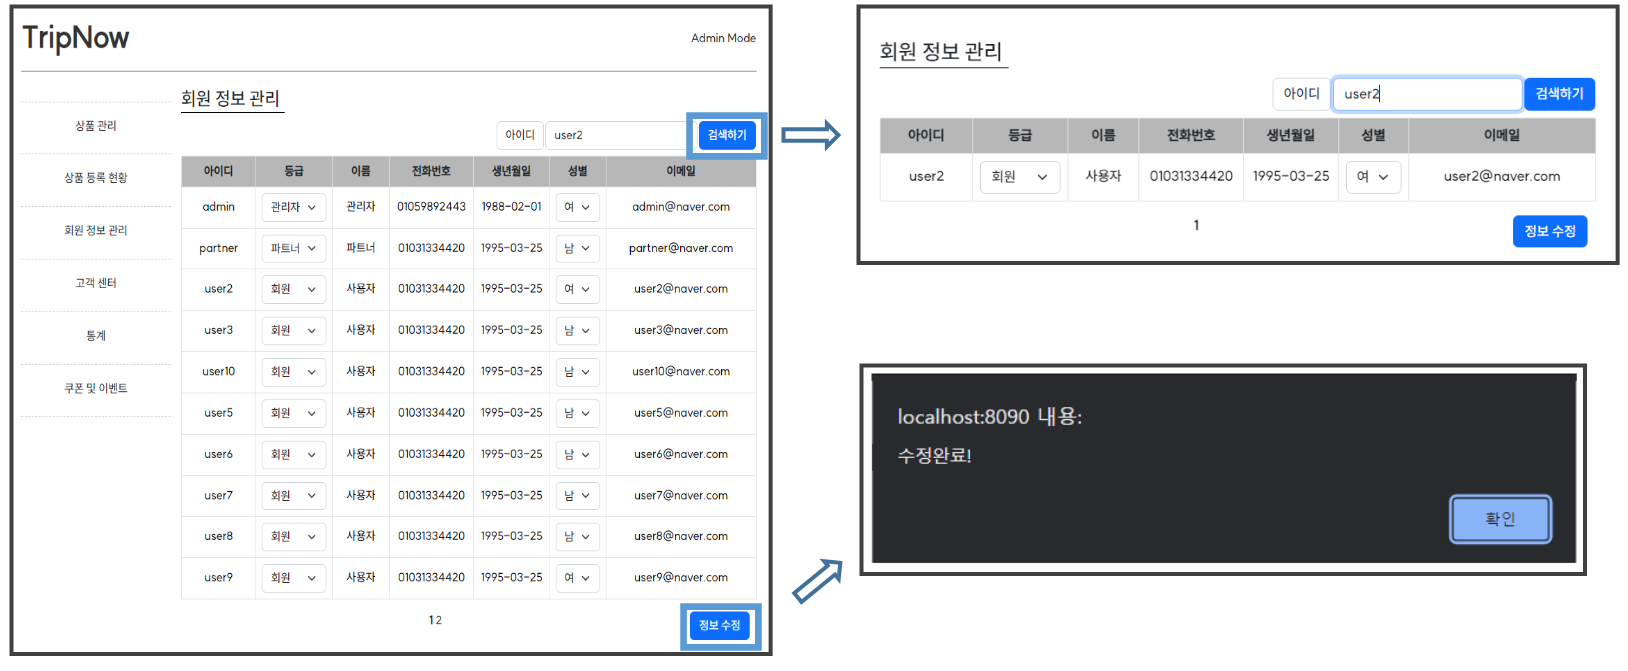 TripNow
Admin Mode
상품 관리
상품 등록 현황
회원 정보 관리
고객 센터
통계
쿠폰 및 이벤트
회원 정보 관리
아이디 user2 검색하기
아이디 등급 이름 전화번호 생년월일 성별 이메일
admin 관리자 관리자 01059892443 1988-02-01 여 admin@naver.com
partner 파트너 파트너 01031334420 1995-03-25 남 partner@naver.com
user2 회원 사용자 01031334420 1995-03-25 여 user2@naver.com
user3 회원 사용자 01031334420 1995-03-25 남 user3@naver.com
user10 회원 사용자 01031334420 1995-03-25 남 user10@naver.com
user5 회원 사용자 01031334420 1995-03-25 남 user5@naver.com
user6 회원 사용자 01031334420 1995-03-25 남 user6@naver.com
user7 회원 사용자 01031334420 1995-03-25 남 user7@naver.com
user8 회원 사용자 01031334420 1995-03-25 남 user8@naver.com
user9 회원 사용자 01031334420 1995-03-25 여 user9@naver.com
1 2
정보 수정
회원 정보 관리
아이디 user2 검색하기
아이디 등급 이름 전화번호 생년월일 성별 이메일
user2 회원 사용자 01031334420 1995-03-25 여 user2@naver.com
1
정보 수정
localhost:8090 내용:
수정완료!
확인